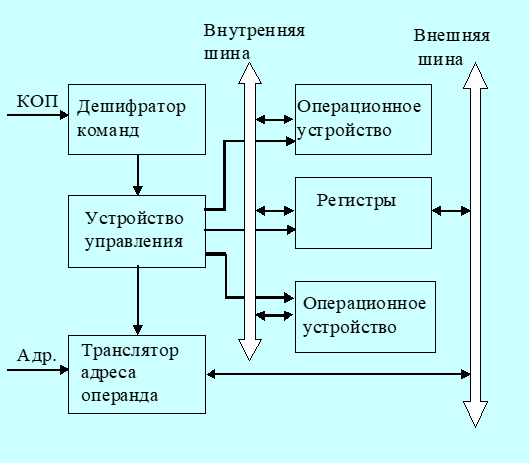 Внутренняя
шина
Внешняя
шина
КОП
Дешифратор
команд
Операционное
устройство
Устройство
управления
Регистры
Операционное
устройство
Адр.
Транслятор
адреса
операнда